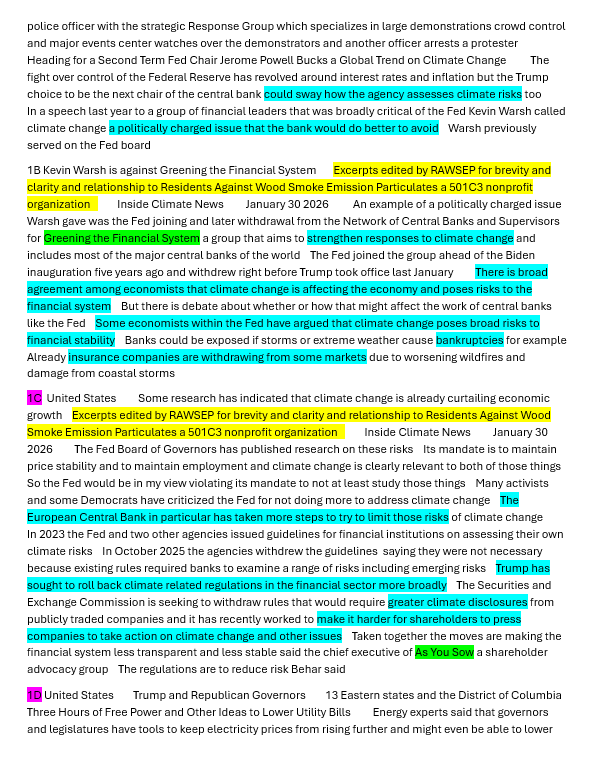 police officer with the strategic Response Group which specializes in large demonstrations crowd control
and major events center watches over the demonstrators and another officer arrests a protester
Heading for a Second Term Fed Chair Jerome Powell Bucks a Global Trend on Climate Change The
fight over control of the Federal Reserve has revolved around interest rates and inflation but the Trump
choice to be the next chair of the central bank could sway how the agency assesses climate risks too
In a speech last year to a group of financial leaders that was broadly critical of the Fed Kevin Warsh called
climate change a politically charged issue that the bank would do better to avoid Warsh previously
served on the Fed board
1B Kevin Warsh is against Greening the Financial System Excerpts edited by RAWSEP for brevity and
clarity and relationship to Residents Against Wood Smoke Emission Particulates a 501C3 nonprofit
organization Inside Climate News January 30 2026 An example of a politically charged issue
Warsh gave was the Fed joining and later withdrawal from the Network of Central Banks and Supervisors
for Greening the Financial System a group that aims to strengthen responses to climate change and
includes most of the major central banks of the world The Fed joined the group ahead of the Biden
inauguration five years ago and withdrew right before Trump took office last January There is broad
agreement among economists that climate change is affecting the economy and poses risks to the
financial system But there is debate about whether or how that might affect the work of central banks
like the Fed Some economists within the Fed have argued that climate change poses broad risks to
financial stability Banks could be exposed if storms or extreme weather cause bankruptcies for example
Already insurance companies are withdrawing from some markets due to worsening wildfires and
damage from coastal storms
1C United States Some research has indicated that climate change is already curtailing economic
growth Excerpts edited by RAWSEP for brevity and clarity and relationship to Residents Against Wood
Smoke Emission Particulates a 501C3 nonprofit organization Inside Climate News January 30
2026 The Fed Board of Governors has published research on these risks Its mandate is to maintain
price stability and to maintain employment and climate change is clearly relevant to both of those things
So the Fed would be in my view violating its mandate to not at least study those things Many activists
and some Democrats have criticized the Fed for not doing more to address climate change The
European Central Bank in particular has taken more steps to try to limit those risks of climate change
In 2023 the Fed and two other agencies issued guidelines for financial institutions on assessing their own
climate risks In October 2025 the agencies withdrew the guidelines saying they were not necessary
because existing rules required banks to examine a range of risks including emerging risks Trump has
sought to roll back climate related regulations in the financial sector more broadly The Securities and
Exchange Commission is seeking to withdraw rules that would require greater climate disclosures from
publicly traded companies and it has recently worked to make it harder for shareholders to press
companies to take action on climate change and other issues Taken together the moves are making the
financial system less transparent and less stable said the chief executive of As You Sow a shareholder
advocacy group The regulations are to reduce risk Behar said
1D United States Trump and Republican Governors 13 Eastern states and the District of Columbia
Three Hours of Free Power and Other Ideas to Lower Utility Bills Energy experts said that governors
and legislatures have tools to keep electricity prices from rising further and might even be able to lower